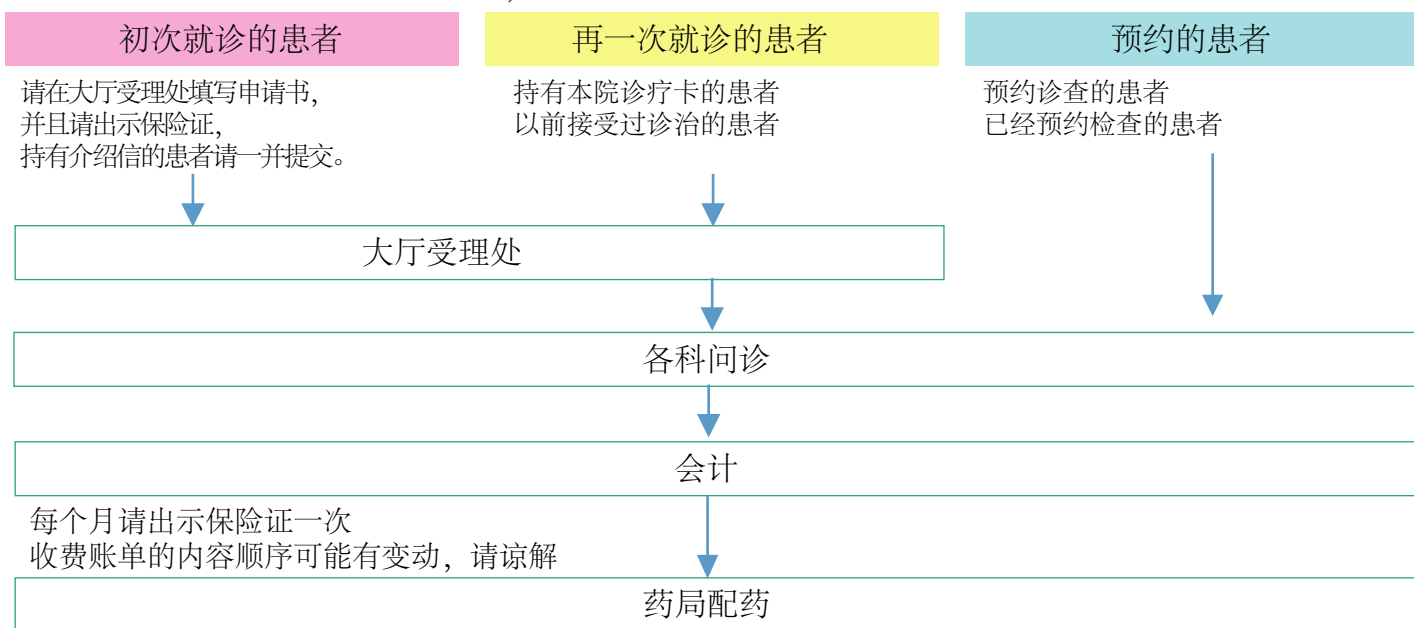 初次就诊的患者
再一次就诊的患者
预约的患者
请在大厅受理处填写申请书，
并且请出示保险证，
持有介绍信的患者请一并提交。
持有本院诊疗卡的患者
以前接受过诊治的患者
预约诊查的患者
已经预约检查的患者
大厅受理处
各科问诊
会计
每个月请出示保险证一次
收费账单的内容顺序可能有变动，请谅解
药局配药